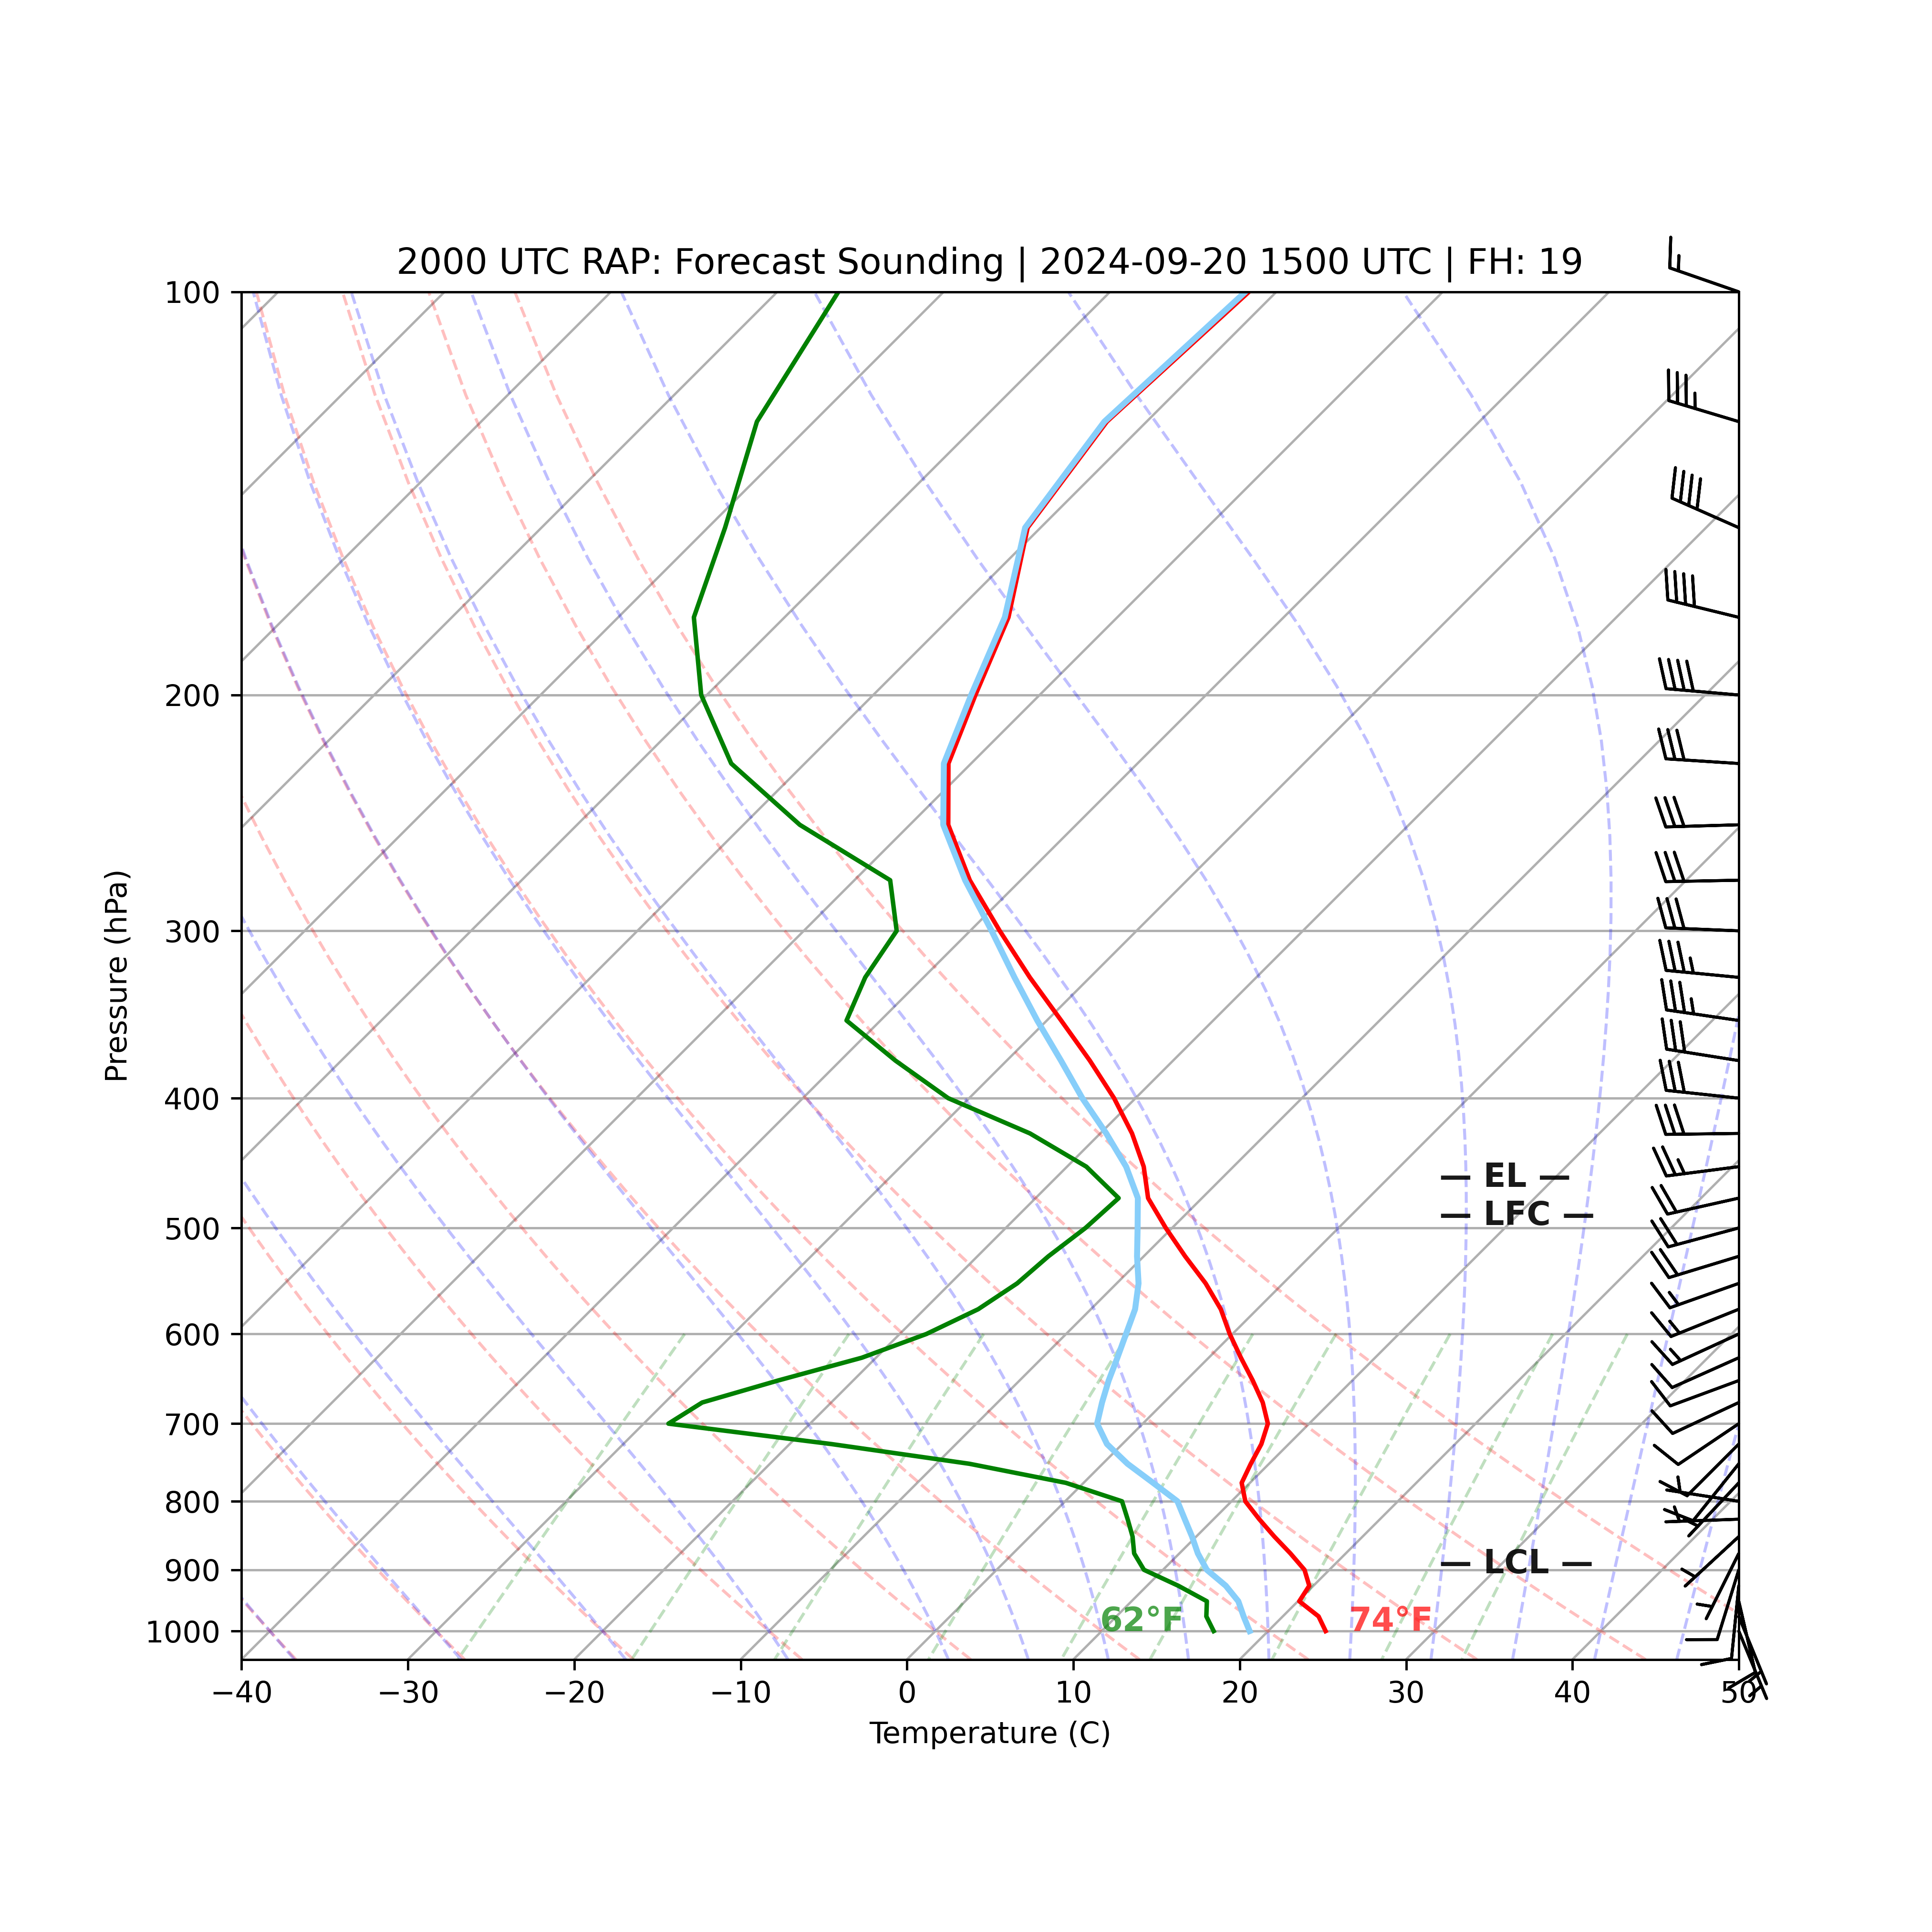 2000 UTC RAP: Forecast Sounding | 2024-09-20 1500 UTC | FH: 19
100
200
300
Pressure (hPa)
400
— EL —
— LFC —
500
600
700
800
— LCL —
900
62°F 74°F
1000
−40 −30 −20 −10 0 10 20 30 40 50
Temperature (C)